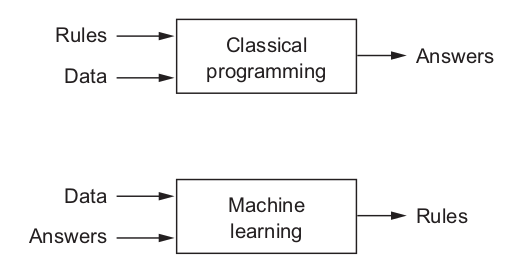 Rules
Data
Classical
programming
Answers
Data
Answers
Machine
learning
Rules